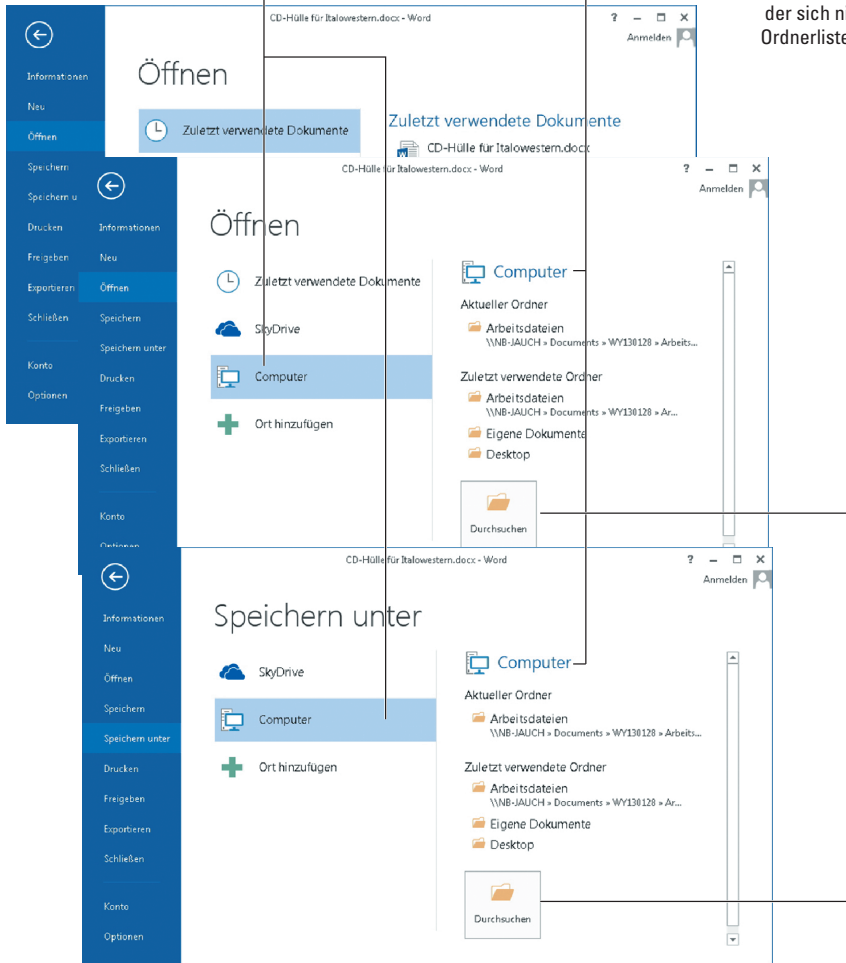 der sich
Ordnerliste
CD-Hülle für Italowestern.docx - Word
?
Anmelden
Informationen
Neu
Öffnen
Speichern
Speichern u
Drucken
Freigeben
Exportieren
Schließen
Konto
Optionen
Öffnen
Zuletzt verwendete Dokumente
Zuletzt verwendete Dokumente
CD-Hülle für Italowestern.docx
CD-Hülle für Italowestern.docx - Word
?
Anmelden
Informationen
Neu
Öffnen
Speichern
Speichern unter
Drucken
Freigeben
Exportieren
Schließen
Konto
Optionen
Öffnen
Zuletzt verwendete Dokumente
SkyDrive
Computer
Ort hinzufügen
Computer
Aktueller Ordner
Arbeitsdateien
\\NB-JAUCH » Documents » WY130128 » Arbeits...
Zuletzt verwendete Ordner
Arbeitsdateien
\\NB-JAUCH » Documents » WY130128 » Ar...
Eigene Dokumente
Desktop
Durchsuchen
CD-Hülle für Italowestern.docx - Word
?
Anmelden
Informationen
Neu
Öffnen
Speichern
Speichern unter
Drucken
Freigeben
Exportieren
Schließen
Konto
Optionen
Speichern unter
SkyDrive
Computer
Ort hinzufügen
Computer
Aktueller Ordner
Arbeitsdateien
\\NB-JAUCH » Documents » WY130128 » Arbeits...
Zuletzt verwendete Ordner
Arbeitsdateien
\\NB-JAUCH » Documents » WY130128 » Ar...
Eigene Dokumente
Desktop
Durchsuchen